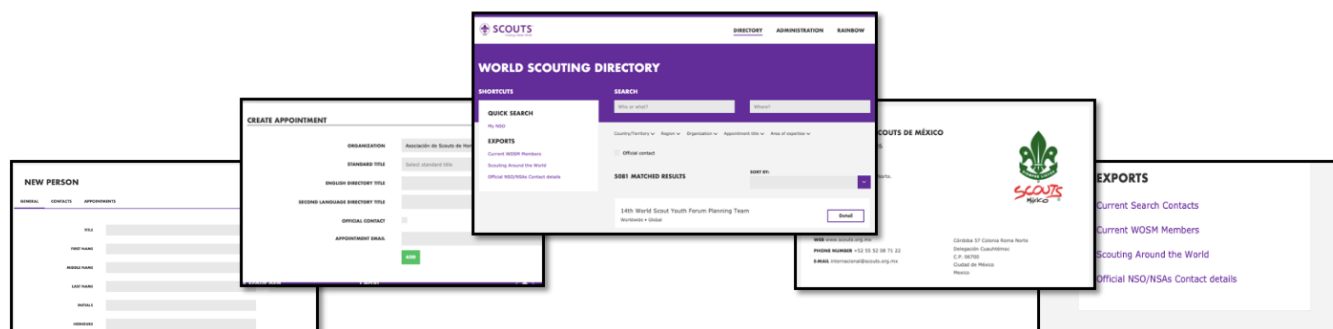 NEW PERSON
GENERAL CONTACTS APPOINTMENTS
TITLE
FIRST NAME
MIDDLE NAME
LAST NAME
INITIALS
HONOURS
CREATE APPOINTMENT
ORGANIZATION Asociación de Scouts de Hon
STANDARD TITLE Select standard title
ENGLISH DIRECTORY TITLE
SECOND LANGUAGE DIRECTORY TITLE
OFFICIAL CONTACT
APPOINTMENT EMAIL
ADD
SCOUTS
DIRECTORY ADMINISTRATION RAINBOW
WORLD SCOUTING DIRECTORY
SHORTCUTS
QUICK SEARCH
My NSO
EXPORTS
Current WOSM Members
Scouting Around the World
Official NSO/NSAs Contact details
SEARCH
Who or what? Where?
Country/Territory Region Organization Appointment title Area of expertise
Official contact
5081 MATCHED RESULTS
SORT BY:
14th World Scout Youth Forum Planning Team
Worldwide • Global
Detail
COUTS DE MÉXICO
SCOUTS
México
WEB www.scouts.org.mx
PHONE NUMBER +52 55 52 08 71 22
E-MAIL internacional@scouts.org.mx
Córdoba 57 Colonia Roma Norte
Delegación Cuauhtémoc
C.P. 06700
Ciudad de México
Mexico
EXPORTS
Current Search Contacts
Current WOSM Members
Scouting Around the World
Official NSO/NSAs Contact details